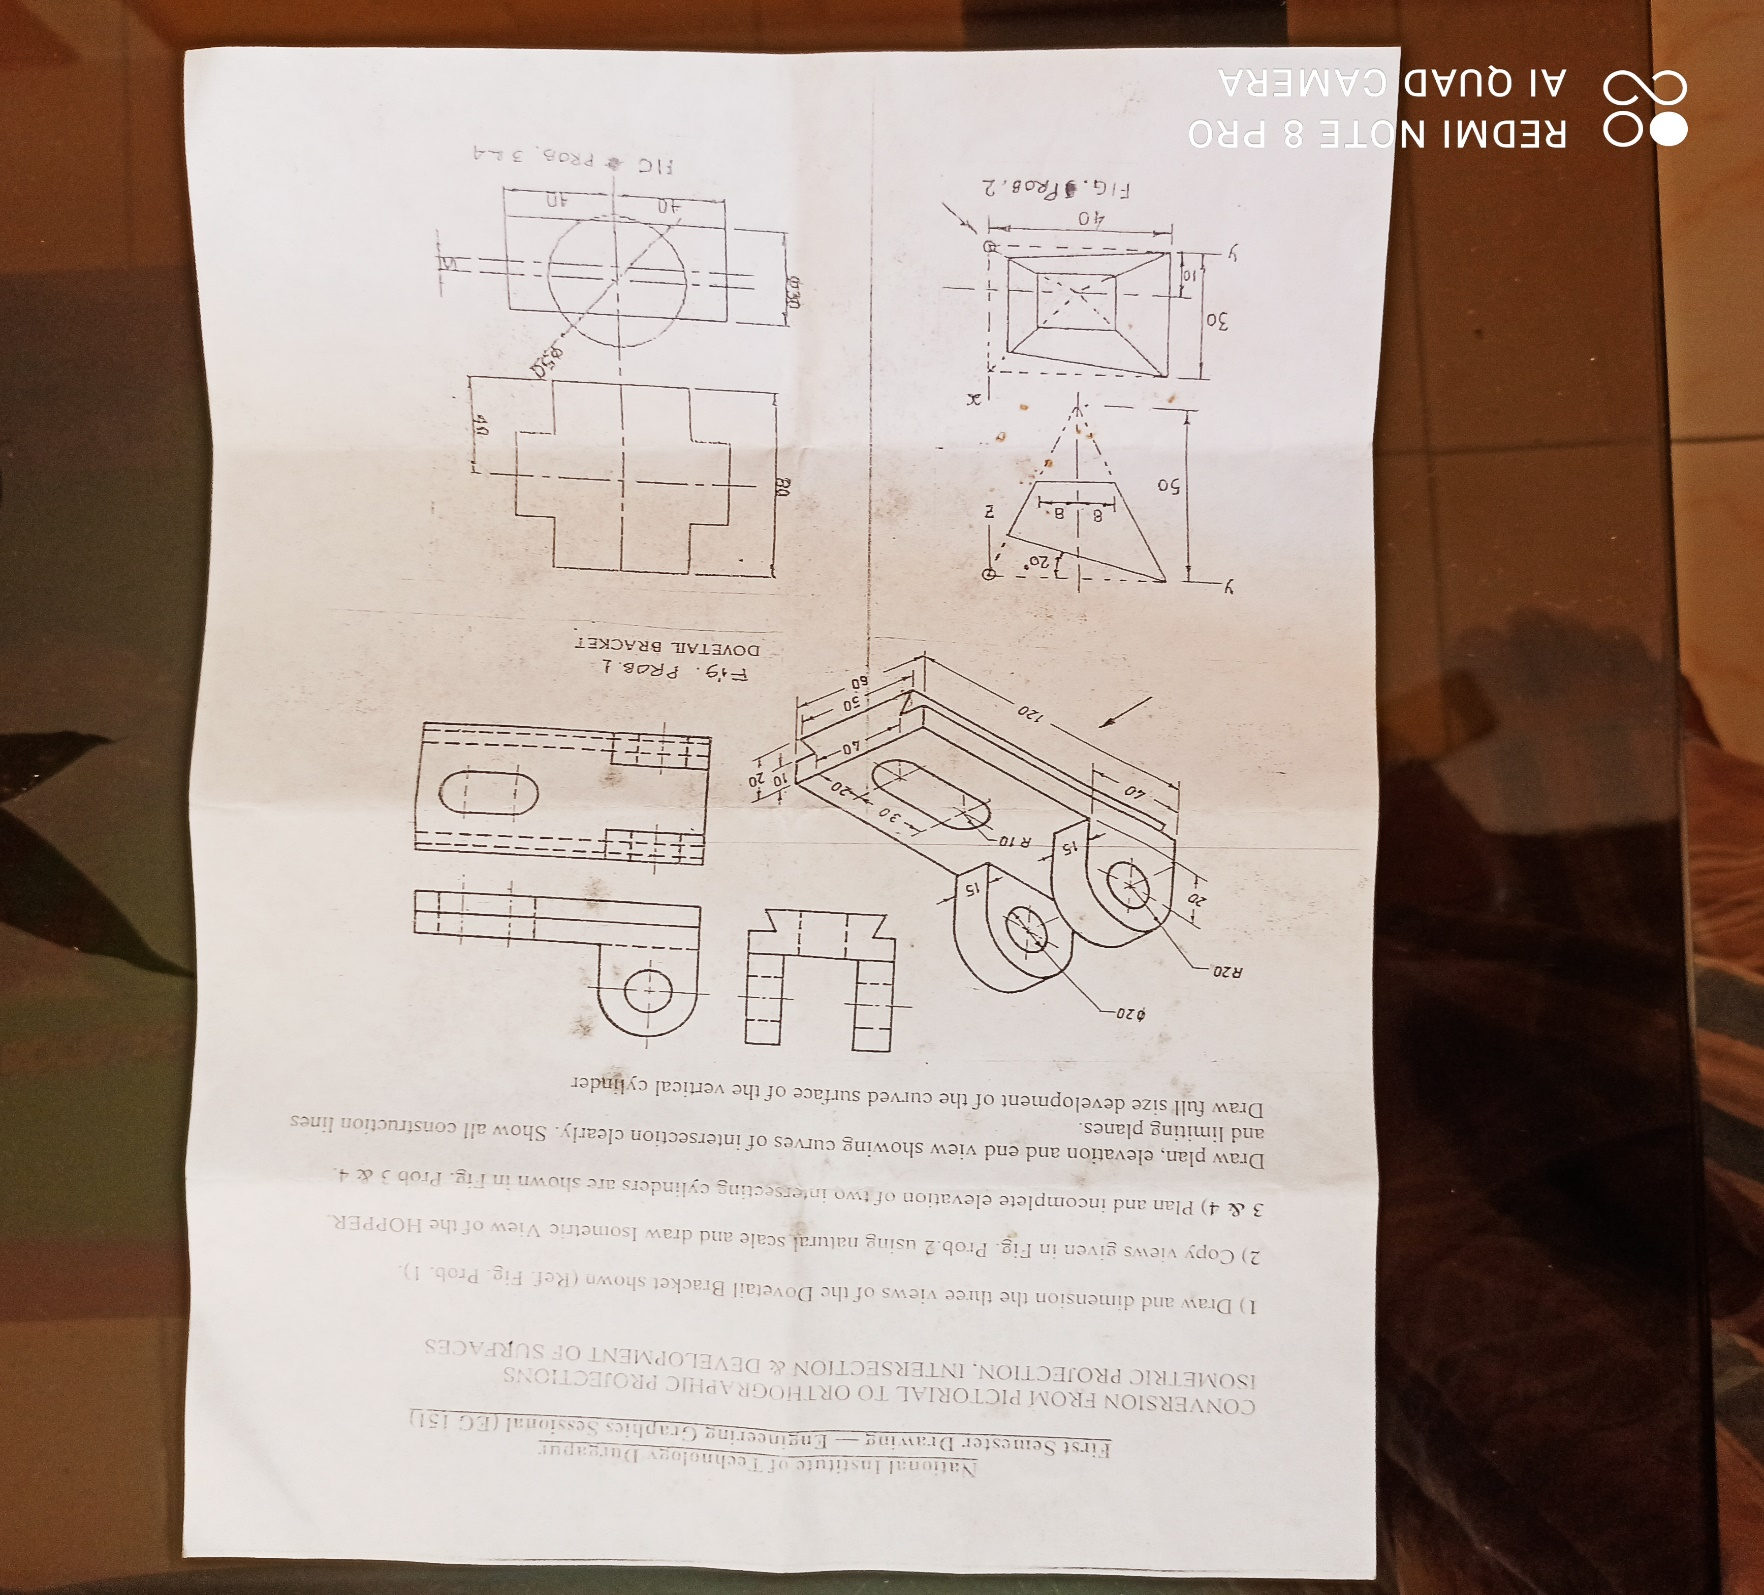 National Institute of Technology Durgapur
First Semester Drawing — Engineering Graphics Sessional (EG 151)
CONVERSION FROM PICTORIAL TO ORTHOGRAPHIC PROJECTIONS
ISOMETRIC PROJECTION, INTERSECTION & DEVELOPMENT OF SURFACES
1) Draw and dimension the three views of the Dovetail Bracket shown (Ref. Fig. Prob. 1).
2) Copy views given in Fig. Prob.2 using natural scale and draw Isometric View of the HOPPER.
3 & 4) Plan and incomplete elevation of two intersecting cylinders are shown in Fig. Prob 3 & 4.
Draw plan, elevation and end view showing curves of intersection clearly. Show all construction lines
and limiting planes.
Draw full size development of the curved surface of the vertical cylinder
φ20
R20
20
15
15
R10
40
30
20
40
10
20
120
50
60
Fig. PROB. 1
DOVETAIL BRACKET
y
20°
z
8
8
50
x
30
10
y
40
FIG. PROB. 2
80
40
φ50
φ30
5
40
40
FIG PROB. 3 & 4
REDMI NOTE 8 PRO
AI QUAD CAMERA